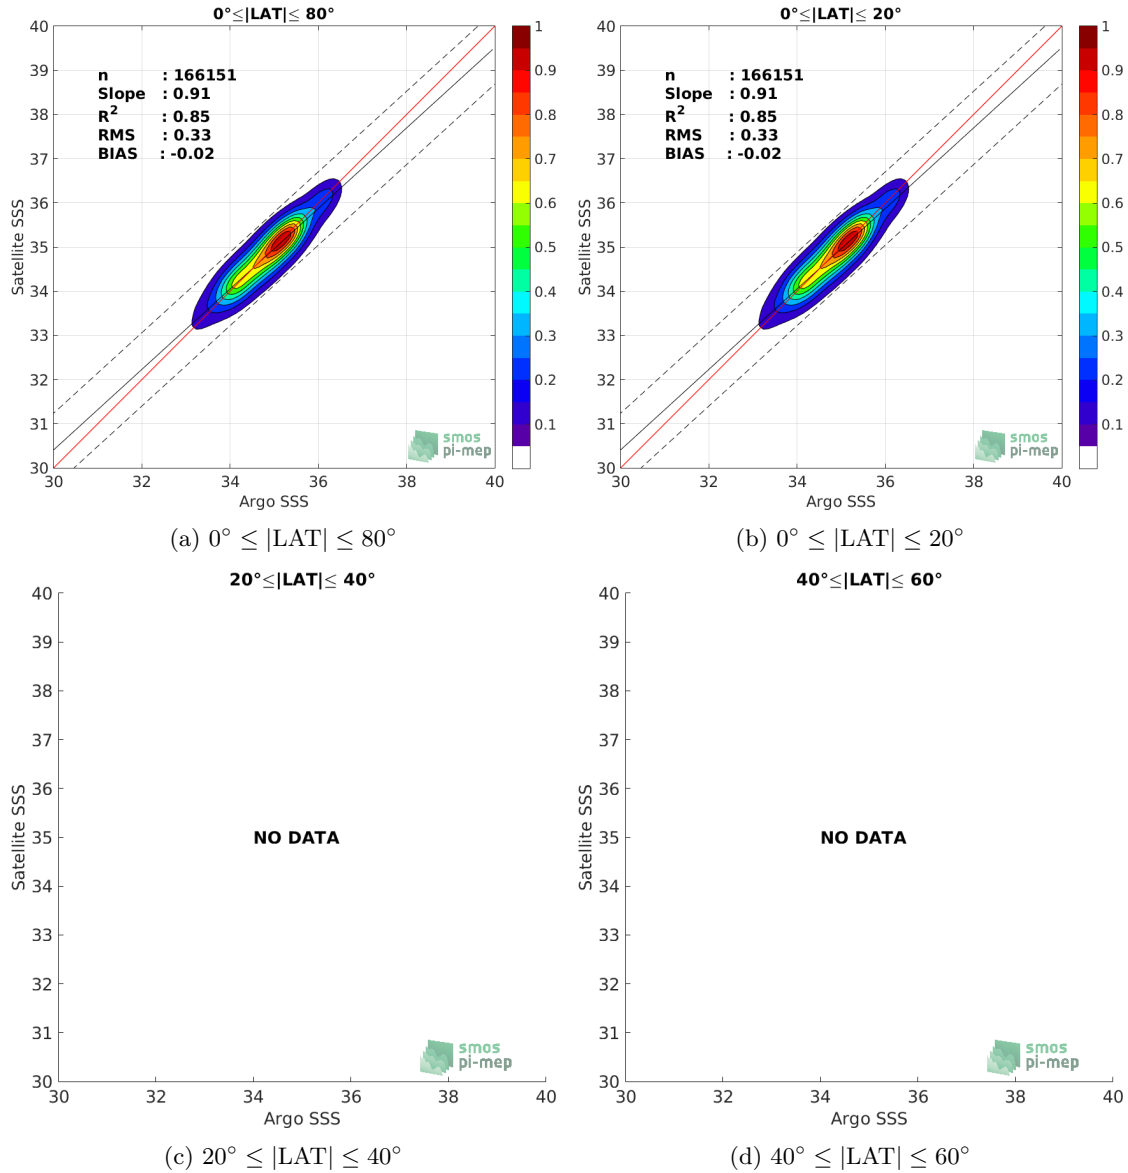 0°≤|LAT|≤ 80°
n : 166151
Slope : 0.91
R² : 0.85
RMS : 0.33
BIAS : -0.02
40
39
38
37
36
35
34
33
32
31
30
Satellite SSS
30 32 34 36 38 40
Argo SSS
1
0.9
0.8
0.7
0.6
0.5
0.4
0.3
0.2
0.1
smos
pi-mep
(a) 0° ≤ |LAT| ≤ 80°
0°≤|LAT|≤ 20°
n : 166151
Slope : 0.91
R² : 0.85
RMS : 0.33
BIAS : -0.02
40
39
38
37
36
35
34
33
32
31
30
Satellite SSS
30 32 34 36 38 40
Argo SSS
1
0.9
0.8
0.7
0.6
0.5
0.4
0.3
0.2
0.1
smos
pi-mep
(b) 0° ≤ |LAT| ≤ 20°
20°≤|LAT|≤ 40°
40
39
38
37
36
35
34
33
32
31
30
Satellite SSS
NO DATA
smos
pi-mep
30 32 34 36 38 40
Argo SSS
(c) 20° ≤ |LAT| ≤ 40°
40°≤|LAT|≤ 60°
40
39
38
37
36
35
34
33
32
31
30
Satellite SSS
NO DATA
smos
pi-mep
30 32 34 36 38 40
Argo SSS
(d) 40° ≤ |LAT| ≤ 60°